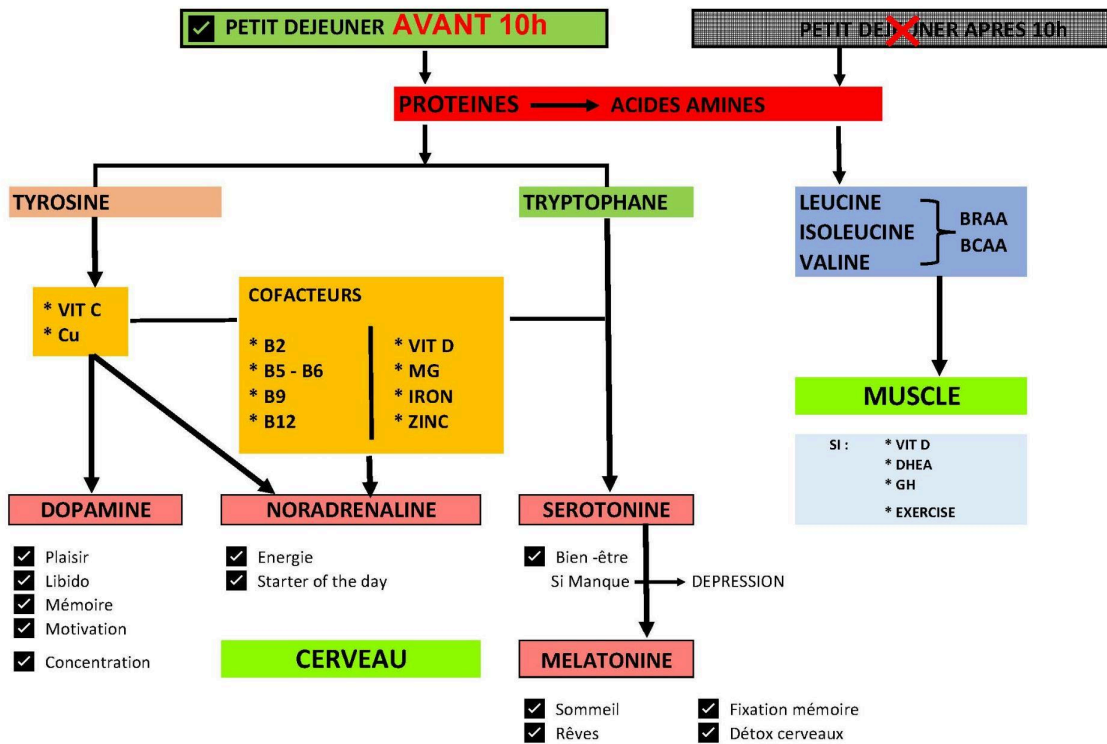 PETIT DEJEUNER AVANT 10h
PETIT DEJEUNER APRES 10h
PROTEINES ACIDES AMINES
TYROSINE
TRYPTOPHANE
LEUCINE
ISOLEUCINE
VALINE
BRAA
BCAA
* VIT C
* Cu
COFACTEURS
* B2
* B5 - B6
* B9
* B12
* VIT D
* MG
* IRON
* ZINC
MUSCLE
SI : * VIT D
* DHEA
* GH
* EXERCISE
DOPAMINE
NORADRENALINE
SEROTONINE
Plaisir
Libido
Mémoire
Motivation
Concentration
Energie
Starter of the day
Bien -être
Si Manque DEPRESSION
CERVEAU
MELATONINE
Sommeil
Rêves
Fixation mémoire
Détox cerveaux